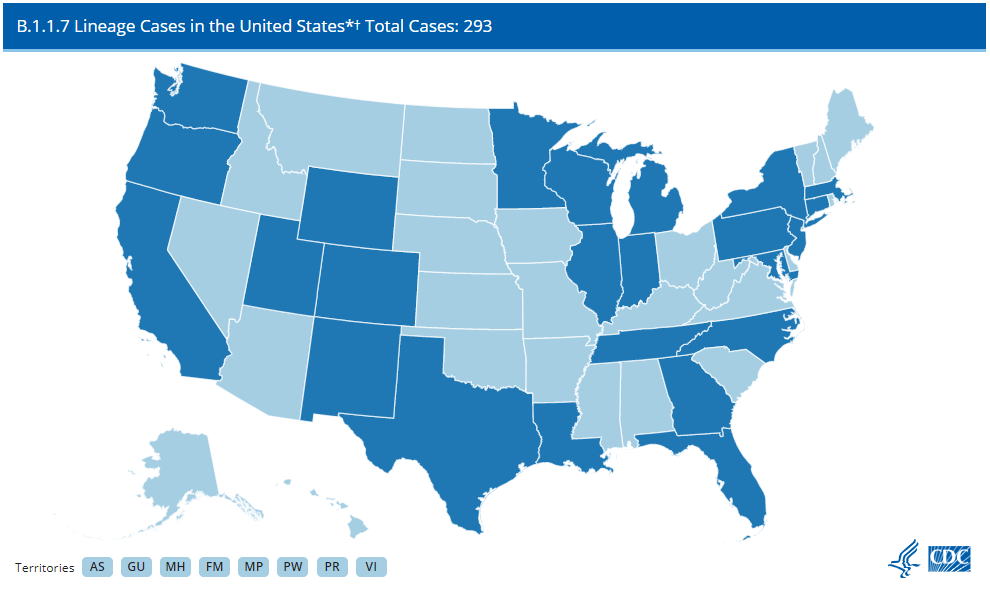 B.1.1.7 Lineage Cases in the United States*† Total Cases: 293
Territories AS GU MH FM MP PW PR VI
CDC